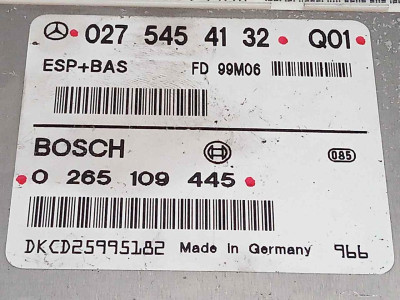 027 545 41 32 Q01
ESP+BAS FD 99M06
BOSCH 085
0 265 109 445
DKCD25995182 Made in Germany 966